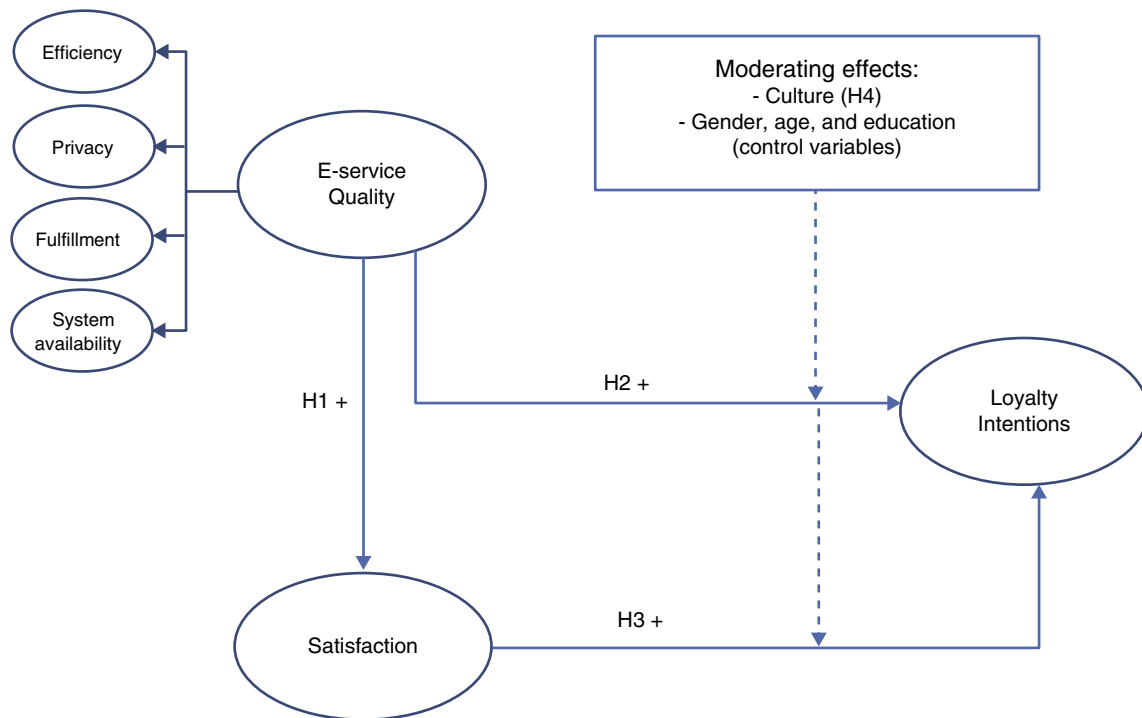 Efficiency
Privacy
Fulfillment
System
availability
E-service
Quality
Moderating effects:
- Culture (H4)
- Gender, age, and education
(control variables)
H1 +
H2 +
Loyalty
Intentions
Satisfaction
H3 +